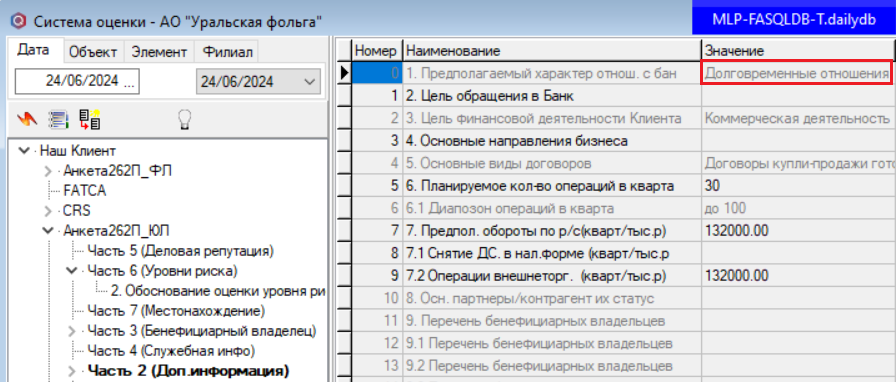 Система оценки - АО "Уральская фольга"
MLP-FASQLDB-T.dailydb
Дата Объект Элемент Филиал
24/06/2024 ... 24/06/2024
Наш Клиент
Анкета262П_ФЛ
FATCA
CRS
Анкета262П_ЮЛ
Часть 5 (Деловая репутация)
Часть 6 (Уровни риска)
2. Обоснование оценки уровня ри
Часть 7 (Местонахождение)
Часть 3 (Бенефициарный владелец)
Часть 4 (Служебная инфо)
Часть 2 (Доп.информация)
Номер Наименование Значение
0 1. Предполагаемый характер отнош. с бан Долговременные отношения
1 2. Цель обращения в Банк
2 3. Цель финансовой деятельности Клиента Коммерческая деятельность
3 4. Основные направления бизнеса
4 5. Основные виды договоров Договоры купли-продажи гото
5 6. Планируемое кол-во операций в кварта 30
6 6.1 Диапозон операций в кварта до 100
7 7. Предпол. обороты по р/с(кварт/тыс.р) 132000.00
8 7.1 Снятие ДС. в нал.форме (кварт/тыс.р
9 7.2 Операции внешнеторг. (кварт/тыс.р) 132000.00
10 8. Осн. партнеры/контрагент их статус
11 9. Перечень бенефициарных владельцев
12 9.1 Перечень бенефициарных владельцев
13 9.2 Перечень бенефициарных владельцев